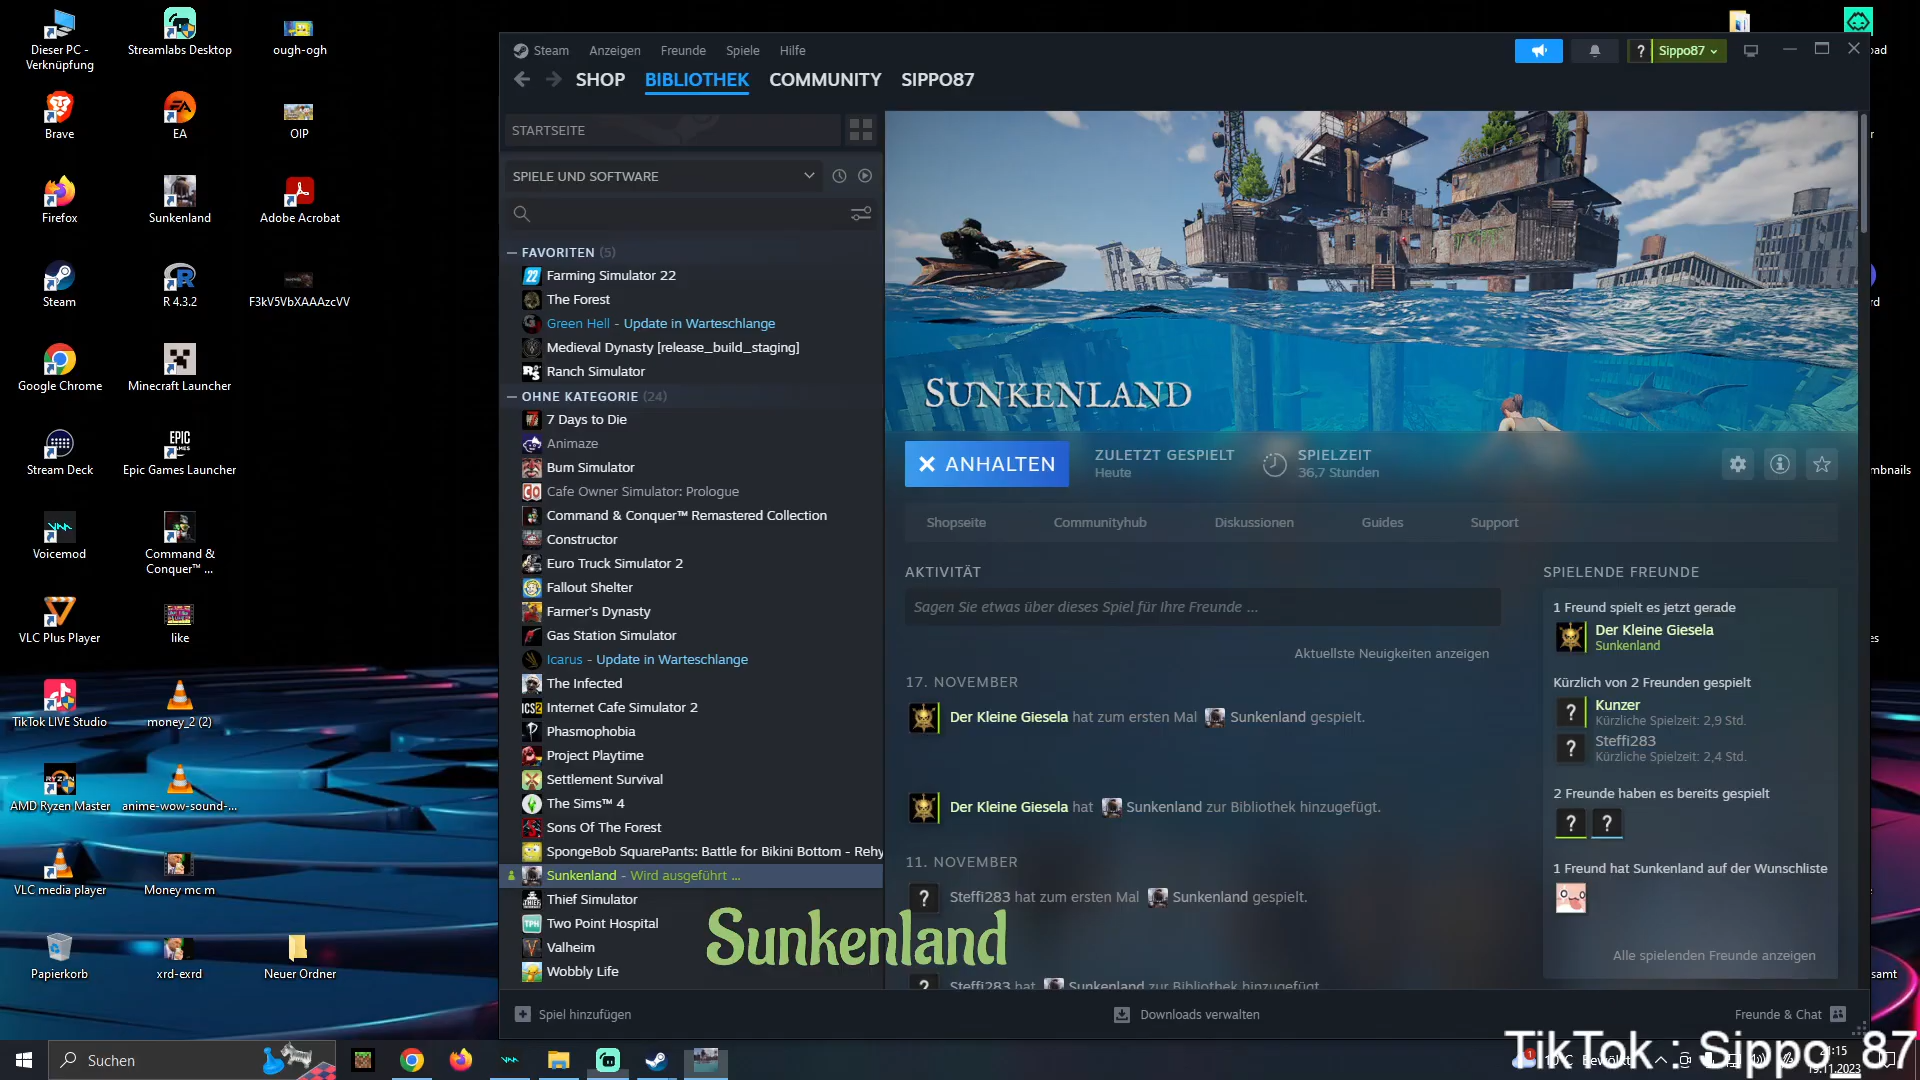 Dieser PC -
Verknüpfung
Streamlabs Desktop
ough-ogh
Brave
EA
OIP
Firefox
Sunkenland
Adobe Acrobat
Steam
R 4.3.2
F3kV5VbXAAAzcVV
Google Chrome
Minecraft Launcher
Stream Deck
Epic Games Launcher
Voicemod
Command &
Conquer™ ...
VLC Plus Player
like
TikTok LIVE Studio
money_2 (2)
AMD Ryzen Master
anime-wow-sound-...
VLC media player
Money mc m
Papierkorb
xrd-exrd
Neuer Ordner
Steam
Anzeigen
Freunde
Spiele
Hilfe
Sippo87
SHOP
BIBLIOTHEK
COMMUNITY
SIPPO87
STARTSEITE
SPIELE UND SOFTWARE
FAVORITEN (5)
Farming Simulator 22
The Forest
Green Hell - Update in Warteschlange
Medieval Dynasty [release_build_staging]
Ranch Simulator
OHNE KATEGORIE (24)
7 Days to Die
Animaze
Bum Simulator
Cafe Owner Simulator: Prologue
Command & Conquer™ Remastered Collection
Constructor
Euro Truck Simulator 2
Fallout Shelter
Farmer's Dynasty
Gas Station Simulator
Icarus - Update in Warteschlange
The Infected
Internet Cafe Simulator 2
Phasmophobia
Project Playtime
Settlement Survival
The Sims™ 4
Sons Of The Forest
SpongeBob SquarePants: Battle for Bikini Bottom - Rehy
Sunkenland - Wird ausgeführt ...
Thief Simulator
Two Point Hospital
Valheim
Wobbly Life
Sunkenland
SUNKENLAND
ANHALTEN
ZULETZT GESPIELT
Heute
SPIELZEIT
36,7 Stunden
Shopseite
Communityhub
Diskussionen
Guides
Support
AKTIVITÄT
Sagen Sie etwas über dieses Spiel für Ihre Freunde ...
Aktuellste Neuigkeiten anzeigen
17. NOVEMBER
Der Kleine Giesela hat zum ersten Mal Sunkenland gespielt.
Der Kleine Giesela hat Sunkenland zur Bibliothek hinzugefügt.
11. NOVEMBER
Steffi283 hat zum ersten Mal Sunkenland gespielt.
Steffi283 hat Sunkenland zur Bibliothek hinzugefügt.
SPIELENDE FREUNDE
1 Freund spielt es jetzt gerade
Der Kleine Giesela
Sunkenland
Kürzlich von 2 Freunden gespielt
Kunzer
Kürzliche Spielzeit: 2,9 Std.
Steffi283
Kürzliche Spielzeit: 2,4 Std.
2 Freunde haben es bereits gespielt
1 Freund hat Sunkenland auf der Wunschliste
Alle spielenden Freunde anzeigen
Spiel hinzufügen
Downloads verwalten
Freunde & Chat
Suchen
TikTok : Sippo_87
21:15
19.11.2023